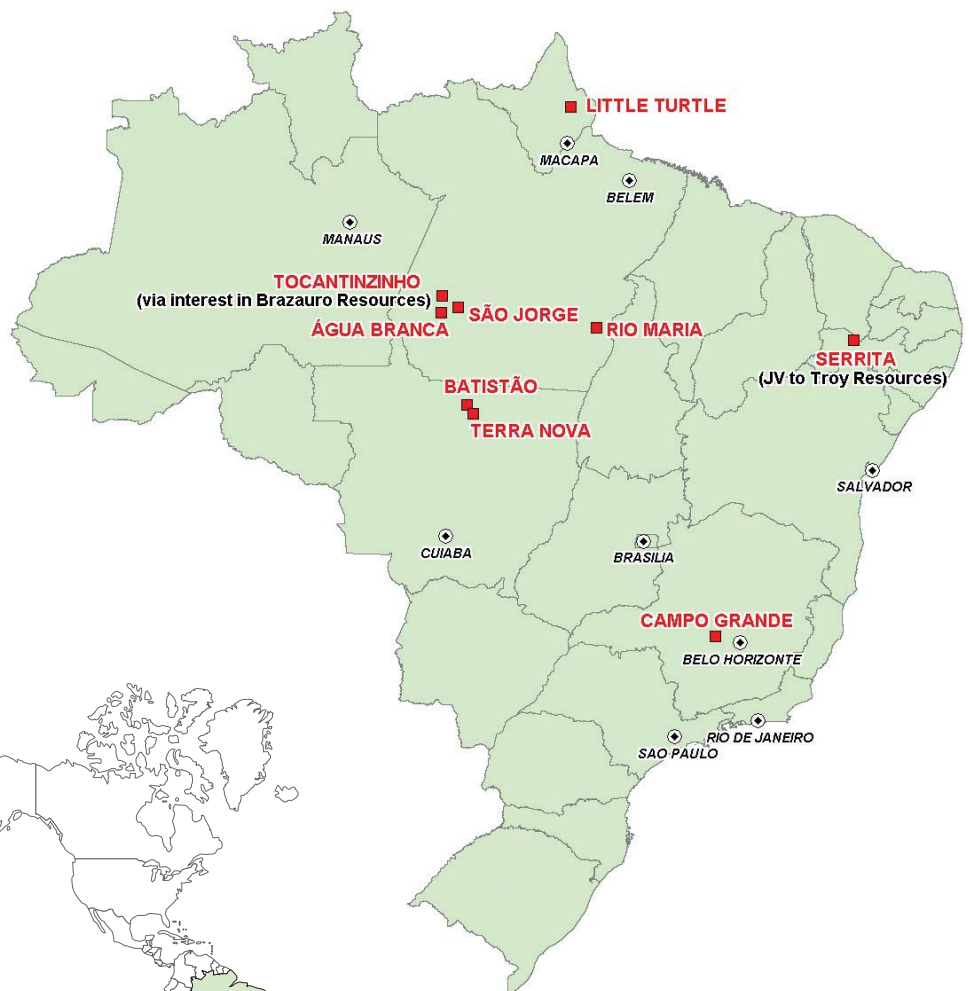 LITTLE TURTLE
MACAPA
BELEM
MANAUS
TOCANTINZINHO
(via interest in Brazauro Resources)
SÃO JORGE
ÁGUA BRANCA
RIO MARIA
SERRITA
(JV to Troy Resources)
BATISTÃO
TERRA NOVA
SALVADOR
CUIABA
BRASILIA
CAMPO GRANDE
BELO HORIZONTE
RIO DE JANEIRO
SAO PAULO